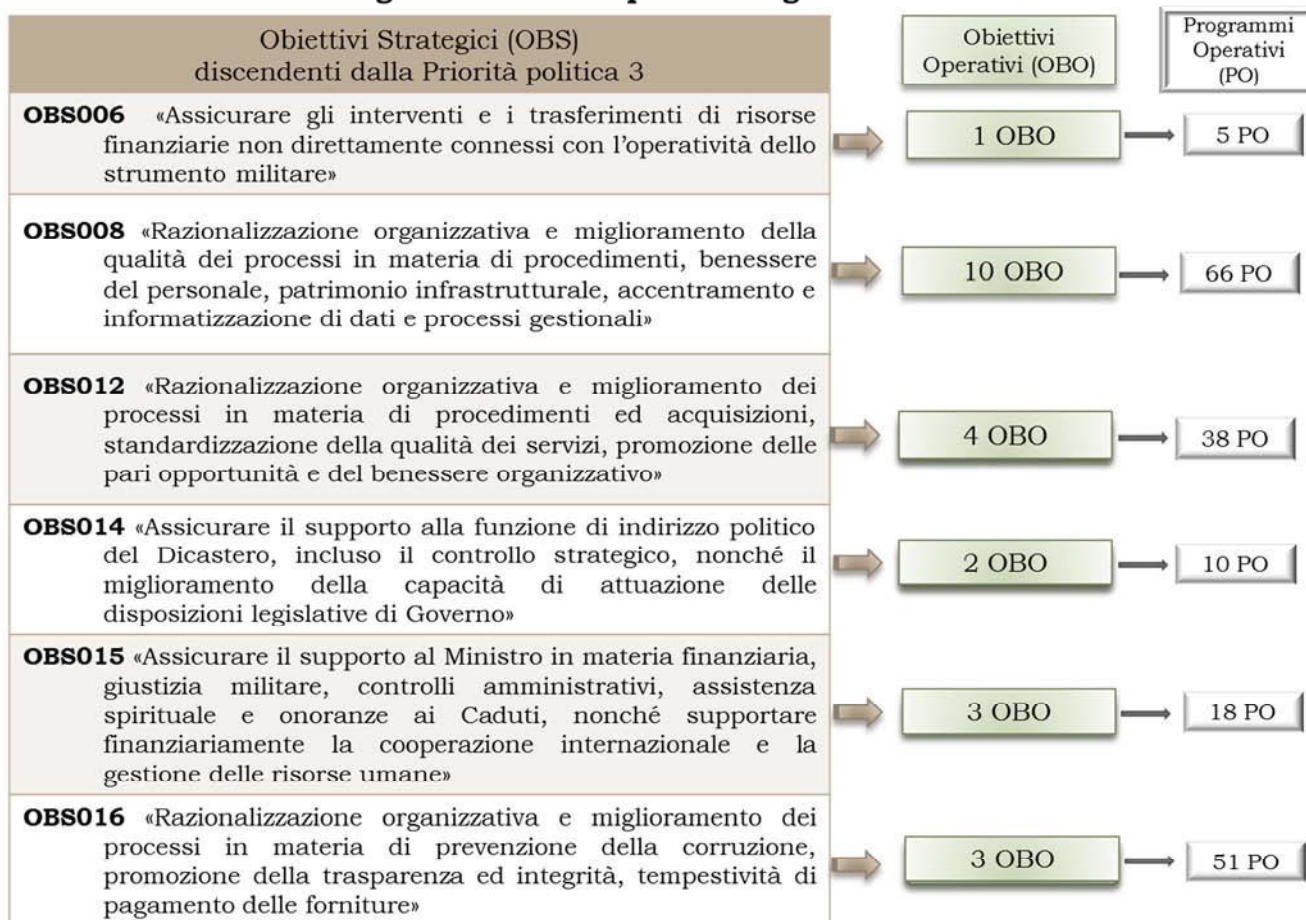 Obiettivi Strategici (OBS)
discendenti dalla Priorità politica 3
Obiettivi
Operativi (OBO)
Programmi
Operativi
(PO)
OBS006 «Assicurare gli interventi e i trasferimenti di risorse
finanziarie non direttamente connessi con l'operatività dello
strumento militare»
1 OBO
5 PO
OBS008 «Razionalizzazione organizzativa e miglioramento della
qualità dei processi in materia di procedimenti, benessere
del personale, patrimonio infrastrutturale, accentramento e
informatizzazione di dati e processi gestionali»
10 OBO
66 PO
OBS012 «Razionalizzazione organizzativa e miglioramento dei
processi in materia di procedimenti ed acquisizioni,
standardizzazione della qualità dei servizi, promozione delle
pari opportunità e del benessere organizzativo»
4 OBO
38 PO
OBS014 «Assicurare il supporto alla funzione di indirizzo politico
del Dicastero, incluso il controllo strategico, nonché il
miglioramento della capacità di attuazione delle
disposizioni legislative di Governo»
2 OBO
10 PO
OBS015 «Assicurare il supporto al Ministro in materia finanziaria,
giustizia militare, controlli amministrativi, assistenza
spirituale e onoranze ai Caduti, nonché supportare
finanziariamente la cooperazione internazionale e la
gestione delle risorse umane»
3 OBO
18 PO
OBS016 «Razionalizzazione organizzativa e miglioramento dei
processi in materia di prevenzione della corruzione,
promozione della trasparenza ed integrità, tempestività di
pagamento delle forniture»
3 OBO
51 PO